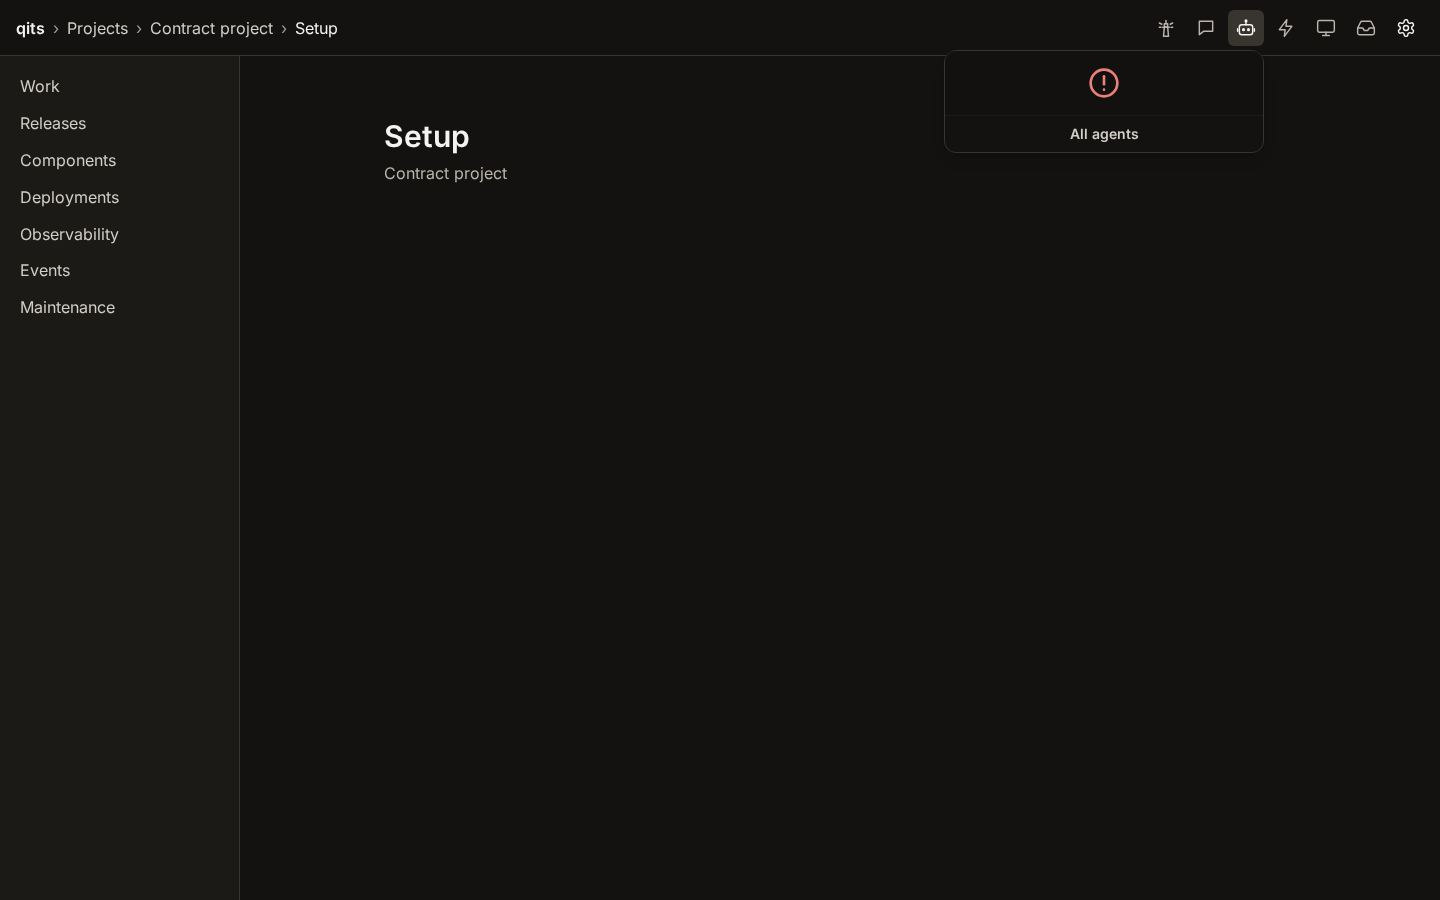 qits › Projects › Contract project › Setup
All agents
Work
Releases
Components
Deployments
Observability
Events
Maintenance
Setup
Contract project